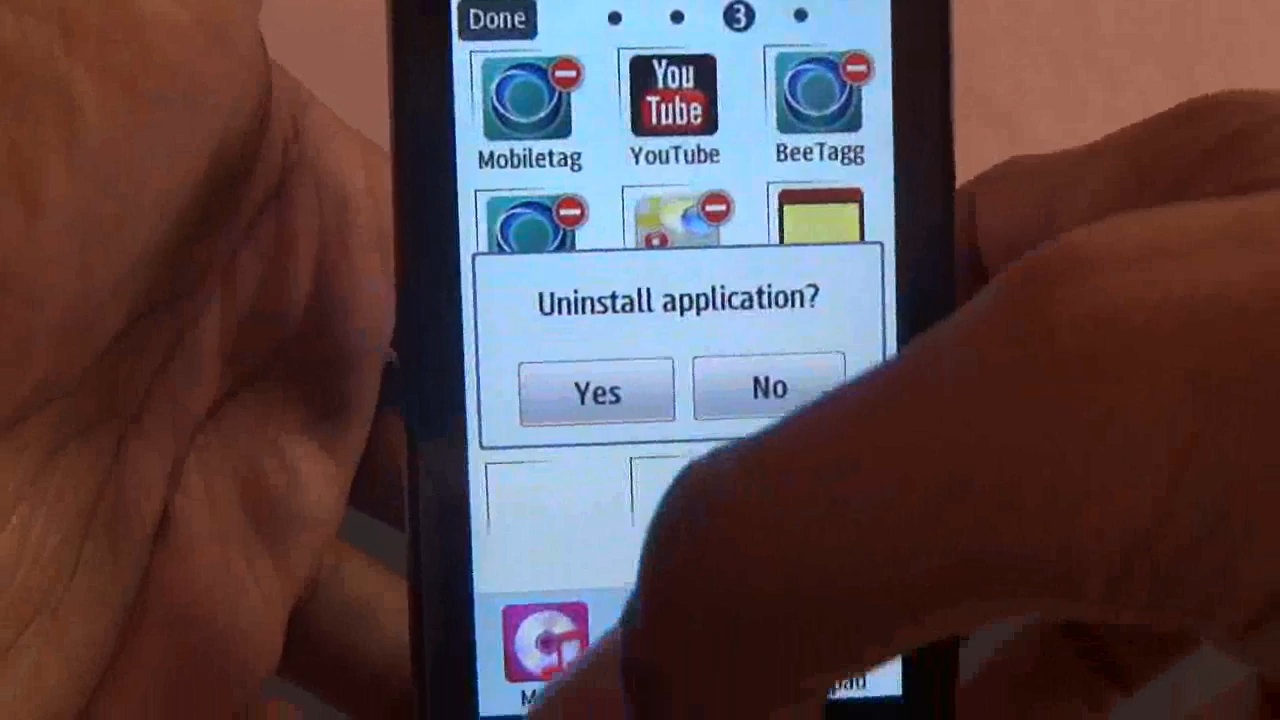 Done
3
You
Tube
Mobiletag
YouTube
BeeTagg
Uninstall application?
Yes
No